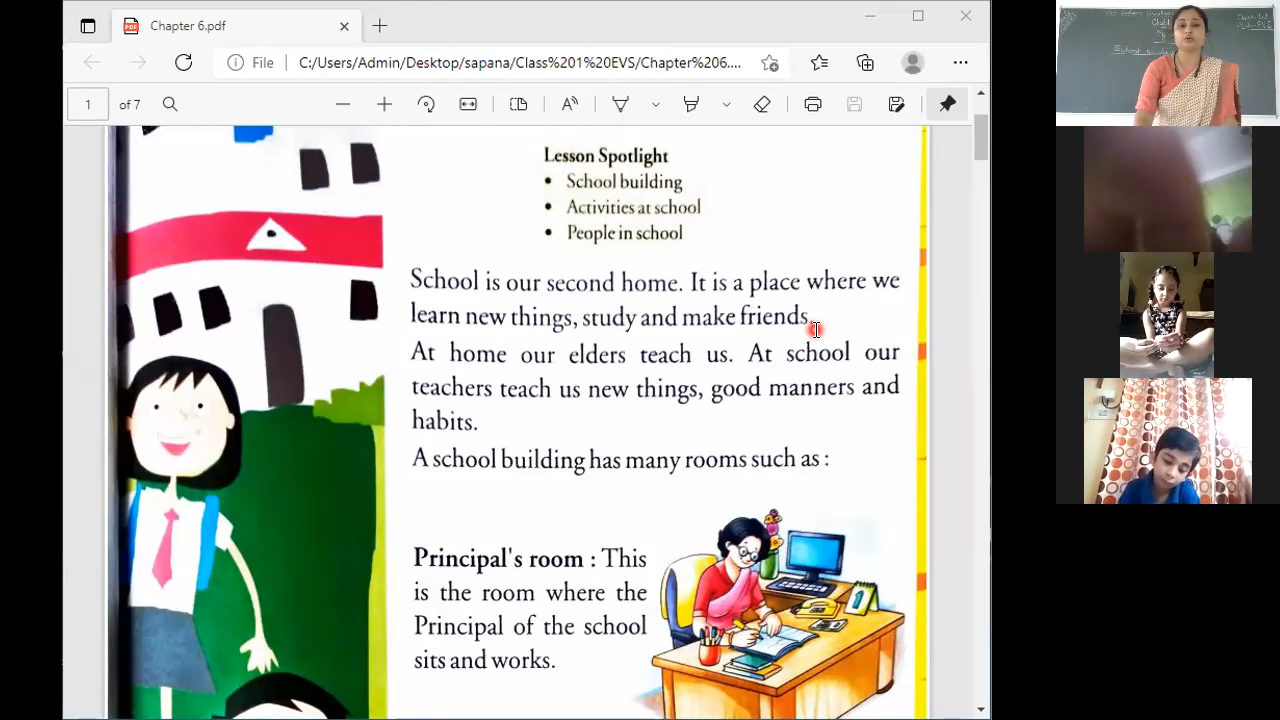 Chapter 6.pdf
File
C:/Users/Admin/Desktop/sapana/Class%201%20EVS/Chapter%206....
1 of 7
Lesson Spotlight
• School building
• Activities at school
• People in school
School is our second home. It is a place where we
learn new things, study and make friends.
At home our elders teach us. At school our
teachers teach us new things, good manners and
habits.
A school building has many rooms such as :
Principal's room : This
is the room where the
Principal of the school
sits and works.